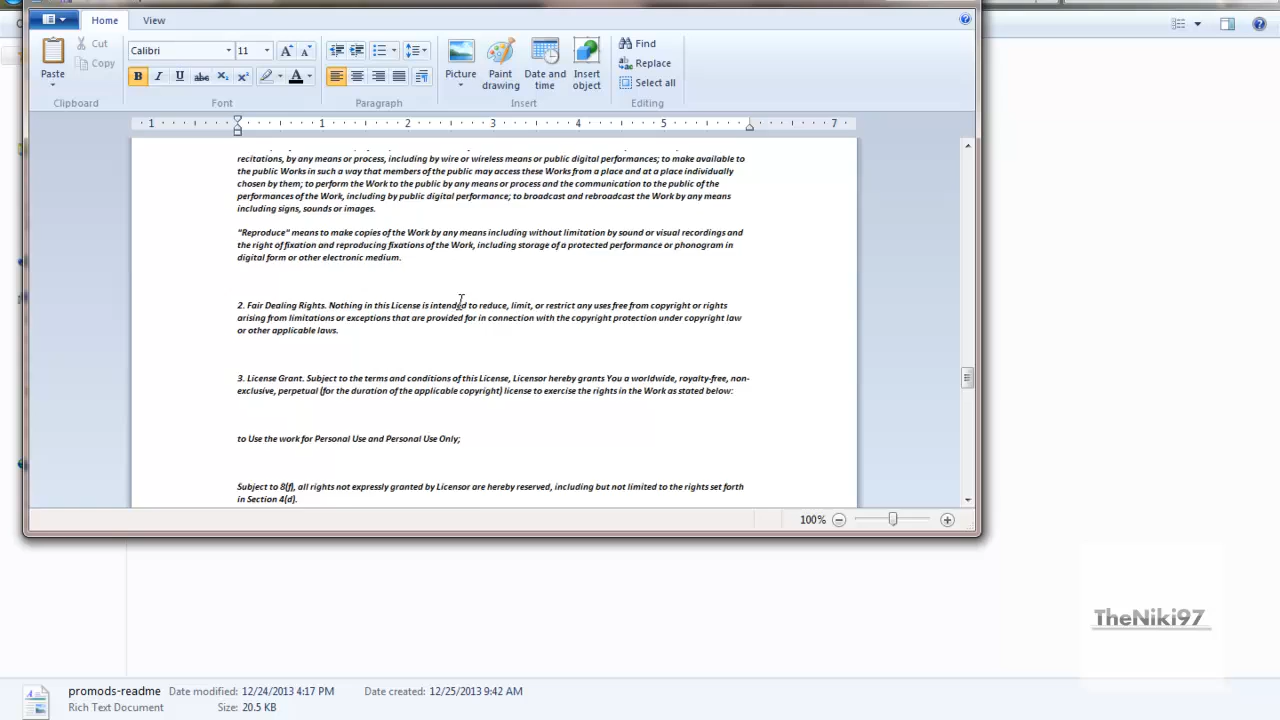 Home
View
Cut
Copy
Paste
Calibri
11
B I U abc X₂ X² A
Picture
Paint drawing
Date and time
Insert object
Find
Replace
Select all
Clipboard
Font
Paragraph
Insert
Editing
1 1 2 3 4 5 7
recitations, by any means or process, including by wire or wireless means or public digital performances; to make available to
the public Works in such a way that members of the public may access these Works from a place and at a place individually
chosen by them; to perform the Work to the public by any means or process and the communication to the public of the
performances of the Work, including by public digital performance; to broadcast and rebroadcast the Work by any means
including signs, sounds or images.
"Reproduce" means to make copies of the Work by any means including without limitation by sound or visual recordings and
the right of fixation and reproducing fixations of the Work, including storage of a protected performance or phonogram in
digital form or other electronic medium.
2. Fair Dealing Rights. Nothing in this License is intended to reduce, limit, or restrict any uses free from copyright or rights
arising from limitations or exceptions that are provided for in connection with the copyright protection under copyright law
or other applicable laws.
3. License Grant. Subject to the terms and conditions of this License, Licensor hereby grants You a worldwide, royalty-free, non-
exclusive, perpetual (for the duration of the applicable copyright) license to exercise the rights in the Work as stated below:
to Use the work for Personal Use and Personal Use Only;
Subject to 8(f), all rights not expressly granted by Licensor are hereby reserved, including but not limited to the rights set forth
in Section 4(d).
100%
TheNiki97
promods-readme Date modified: 12/24/2013 4:17 PM Date created: 12/25/2013 9:42 AM
Rich Text Document Size: 20.5 KB